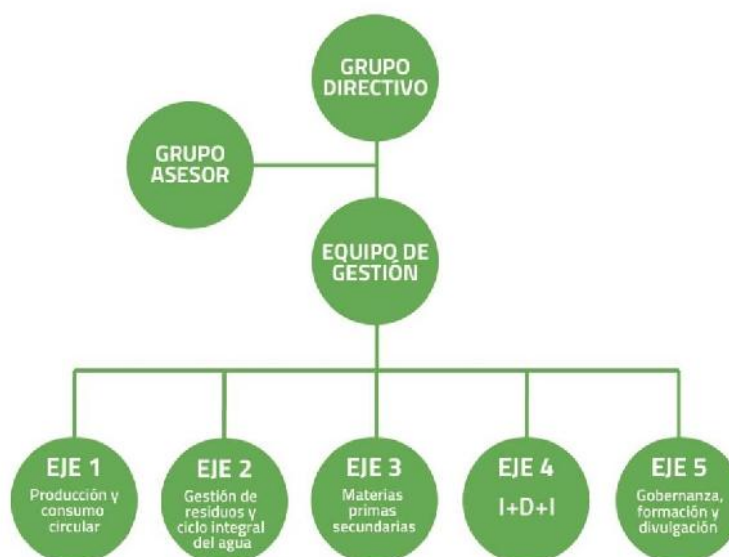 GRUPO
DIRECTIVO
GRUPO
ASESOR
EQUIPO DE
GESTIÓN
EJE 1
Producción y
consumo
circular
EJE 2
Gestión de
residuos y
ciclo integral
del agua
EJE 3
Materias
primas
secundarias
EJE 4
I+D+I
EJE 5
Gobernanza,
formación y
divulgación